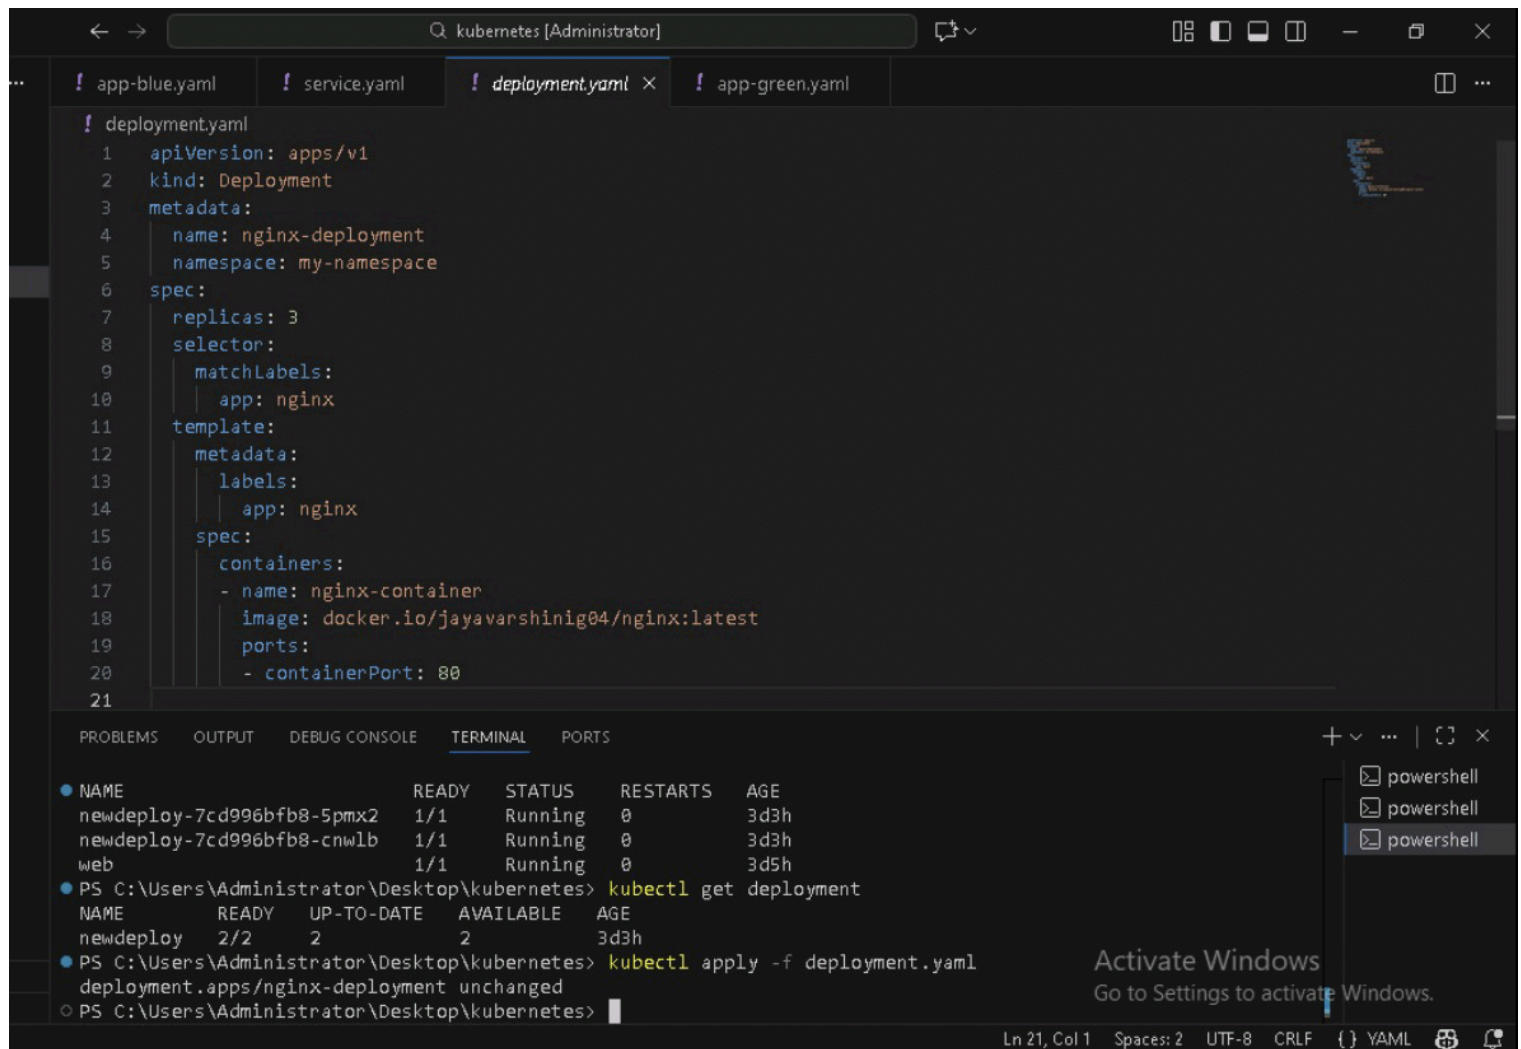 kubernetes [Administrator]
app-blue.yaml
service.yaml
deployment.yaml
app-green.yaml
deployment.yaml
1 apiVersion: apps/v1
2 kind: Deployment
3 metadata:
4   name: nginx-deployment
5   namespace: my-namespace
6 spec:
7   replicas: 3
8   selector:
9     matchLabels:
10       app: nginx
11   template:
12     metadata:
13       labels:
14         app: nginx
15     spec:
16       containers:
17       - name: nginx-container
18         image: docker.io/jayavarshinig04/nginx:latest
19         ports:
20         - containerPort: 80
21
PROBLEMS OUTPUT DEBUG CONSOLE TERMINAL PORTS
powershell
powershell
powershell
NAME READY STATUS RESTARTS AGE
newdeploy-7cd996bfb8-5pmx2 1/1 Running 0 3d3h
newdeploy-7cd996bfb8-cnwlb 1/1 Running 0 3d3h
web 1/1 Running 0 3d5h
PS C:\Users\Administrator\Desktop\kubernetes> kubectl get deployment
NAME READY UP-TO-DATE AVAILABLE AGE
newdeploy 2/2 2 2 3d3h
PS C:\Users\Administrator\Desktop\kubernetes> kubectl apply -f deployment.yaml
deployment.apps/nginx-deployment unchanged
PS C:\Users\Administrator\Desktop\kubernetes>
Activate Windows
Go to Settings to activate Windows.
Ln 21, Col 1 Spaces: 2 UTF-8 CRLF {} YAML